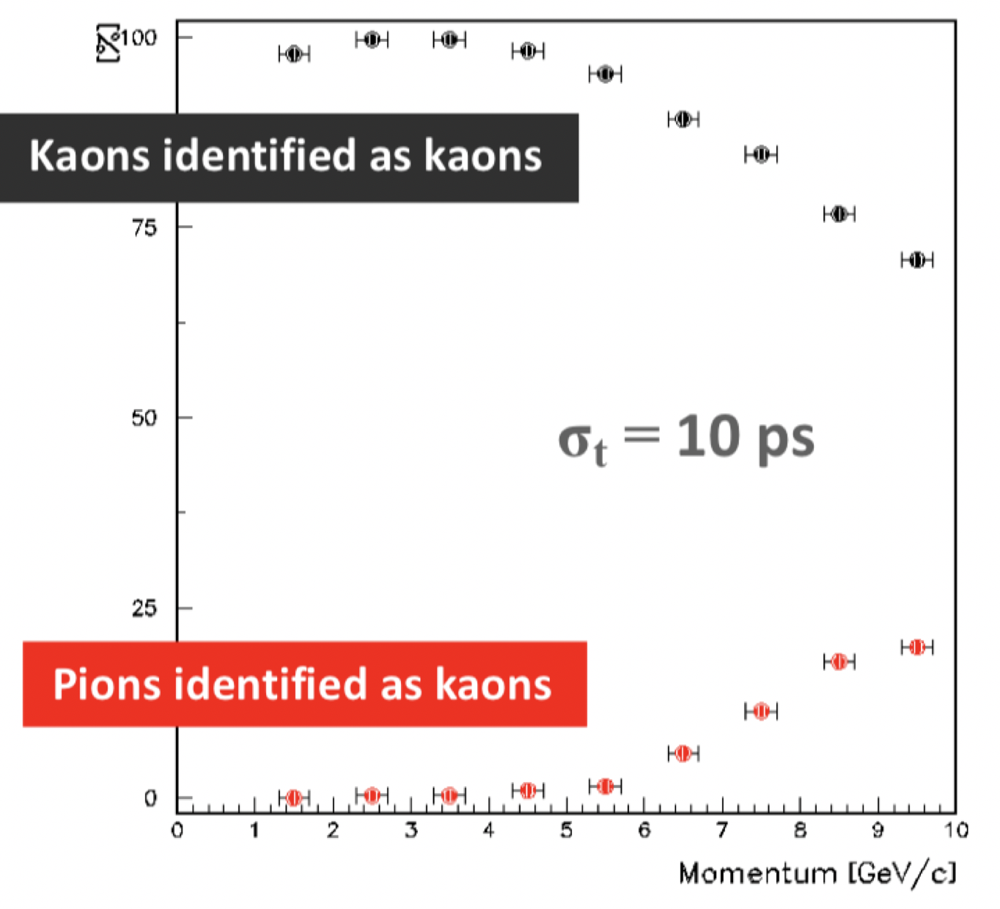 [%]
100
Kaons identified as kaons
75
50
σt = 10 ps
25
Pions identified as kaons
0
0 1 2 3 4 5 6 7 8 9 10
Momentum [GeV/c]